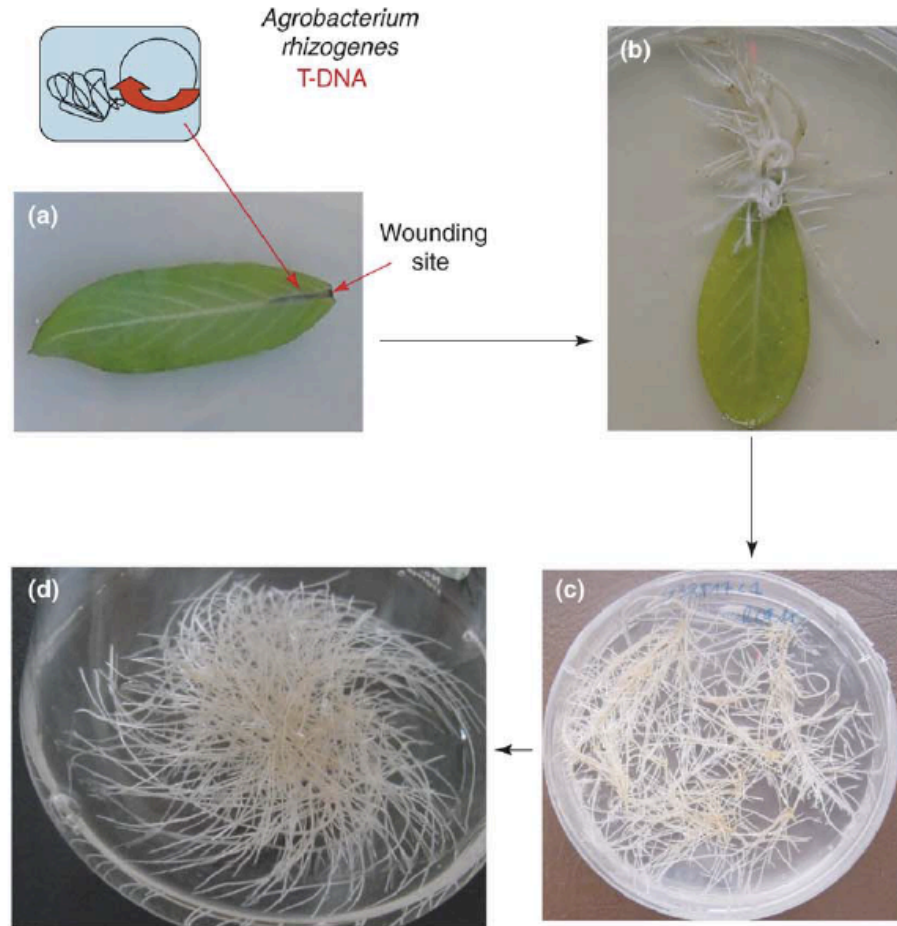 Agrobacterium
rhizogenes
T-DNA
(a)
Wounding
site
(b)
(c)
(d)